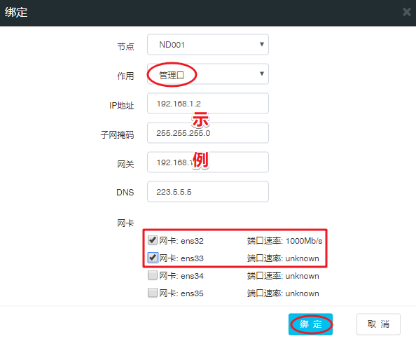 绑定
节点 ND001
作用 管理口
IP地址 192.168.1.2
示
子网掩码 255.255.255.0
例
网关 192.168.
DNS 223.5.5.5
网卡
网卡: ens32 端口速率: 1000Mb/s
网卡: ens33 端口速率: unknown
网卡: ens34 端口速率: unknown
网卡: ens35 端口速率: unknown
绑 定 取 消